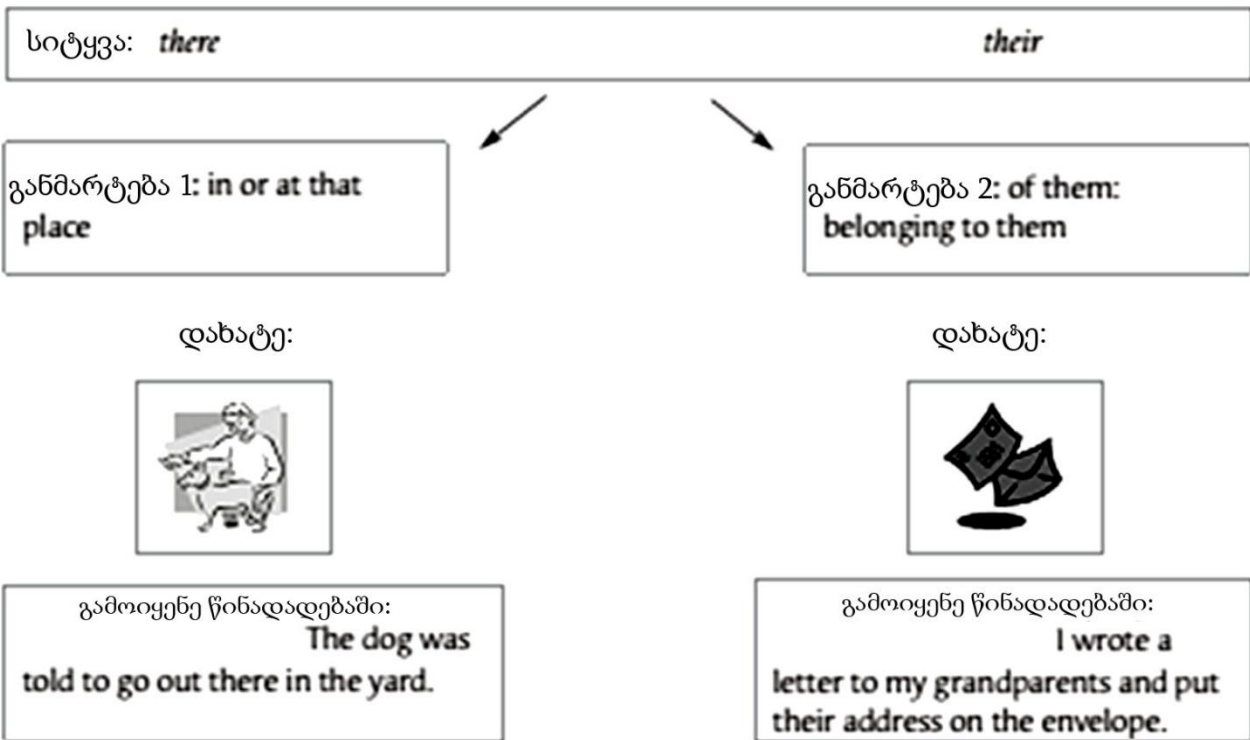 სიტყვა: there their
განმარტება 1: in or at that
place
განმარტება 2: of them:
belonging to them
დახატე:
დახატე:
გამოიყენე წინადადებაში:
The dog was
told to go out there in the yard.
გამოიყენე წინადადებაში:
I wrote a
letter to my grandparents and put
their address on the envelope.